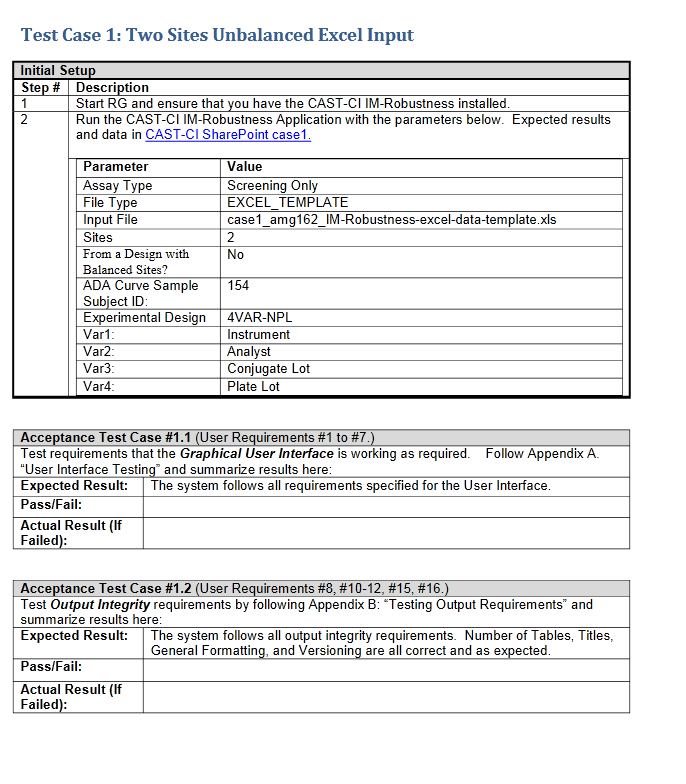 Test Case 1: Two Sites Unbalanced Excel Input
Initial Setup
Step # Description
1 Start RG and ensure that you have the CAST-CI IM-Robustness installed.
2 Run the CAST-CI IM-Robustness Application with the parameters below. Expected results
and data in CAST-CI SharePoint case1.
Parameter Value
Assay Type Screening Only
File Type EXCEL_TEMPLATE
Input File case1_amg162_IM-Robustness-excel-data-template.xls
Sites 2
From a Design with No
Balanced Sites?
ADA Curve Sample 154
Subject ID:
Experimental Design 4VAR-NPL
Var1: Instrument
Var2: Analyst
Var3: Conjugate Lot
Var4: Plate Lot
Acceptance Test Case #1.1 (User Requirements #1 to #7.)
Test requirements that the Graphical User Interface is working as required. Follow Appendix A.
“User Interface Testing” and summarize results here:
Expected Result: The system follows all requirements specified for the User Interface.
Pass/Fail:
Actual Result (If
Failed):
Acceptance Test Case #1.2 (User Requirements #8, #10-12, #15, #16.)
Test Output Integrity requirements by following Appendix B: “Testing Output Requirements” and
summarize results here:
Expected Result: The system follows all output integrity requirements. Number of Tables, Titles,
General Formatting, and Versioning are all correct and as expected.
Pass/Fail:
Actual Result (If
Failed):